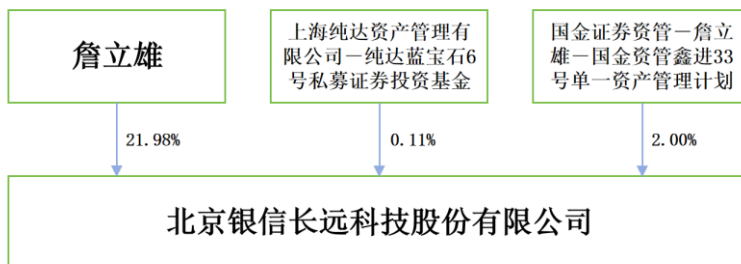 詹立雄
上海纯达资产管理有
限公司－纯达蓝宝石6
号私募证券投资基金
国金证券资管－詹立
雄－国金资管鑫进33
号单一资产管理计划
21.98%
0.11%
2.00%
北京银信长远科技股份有限公司